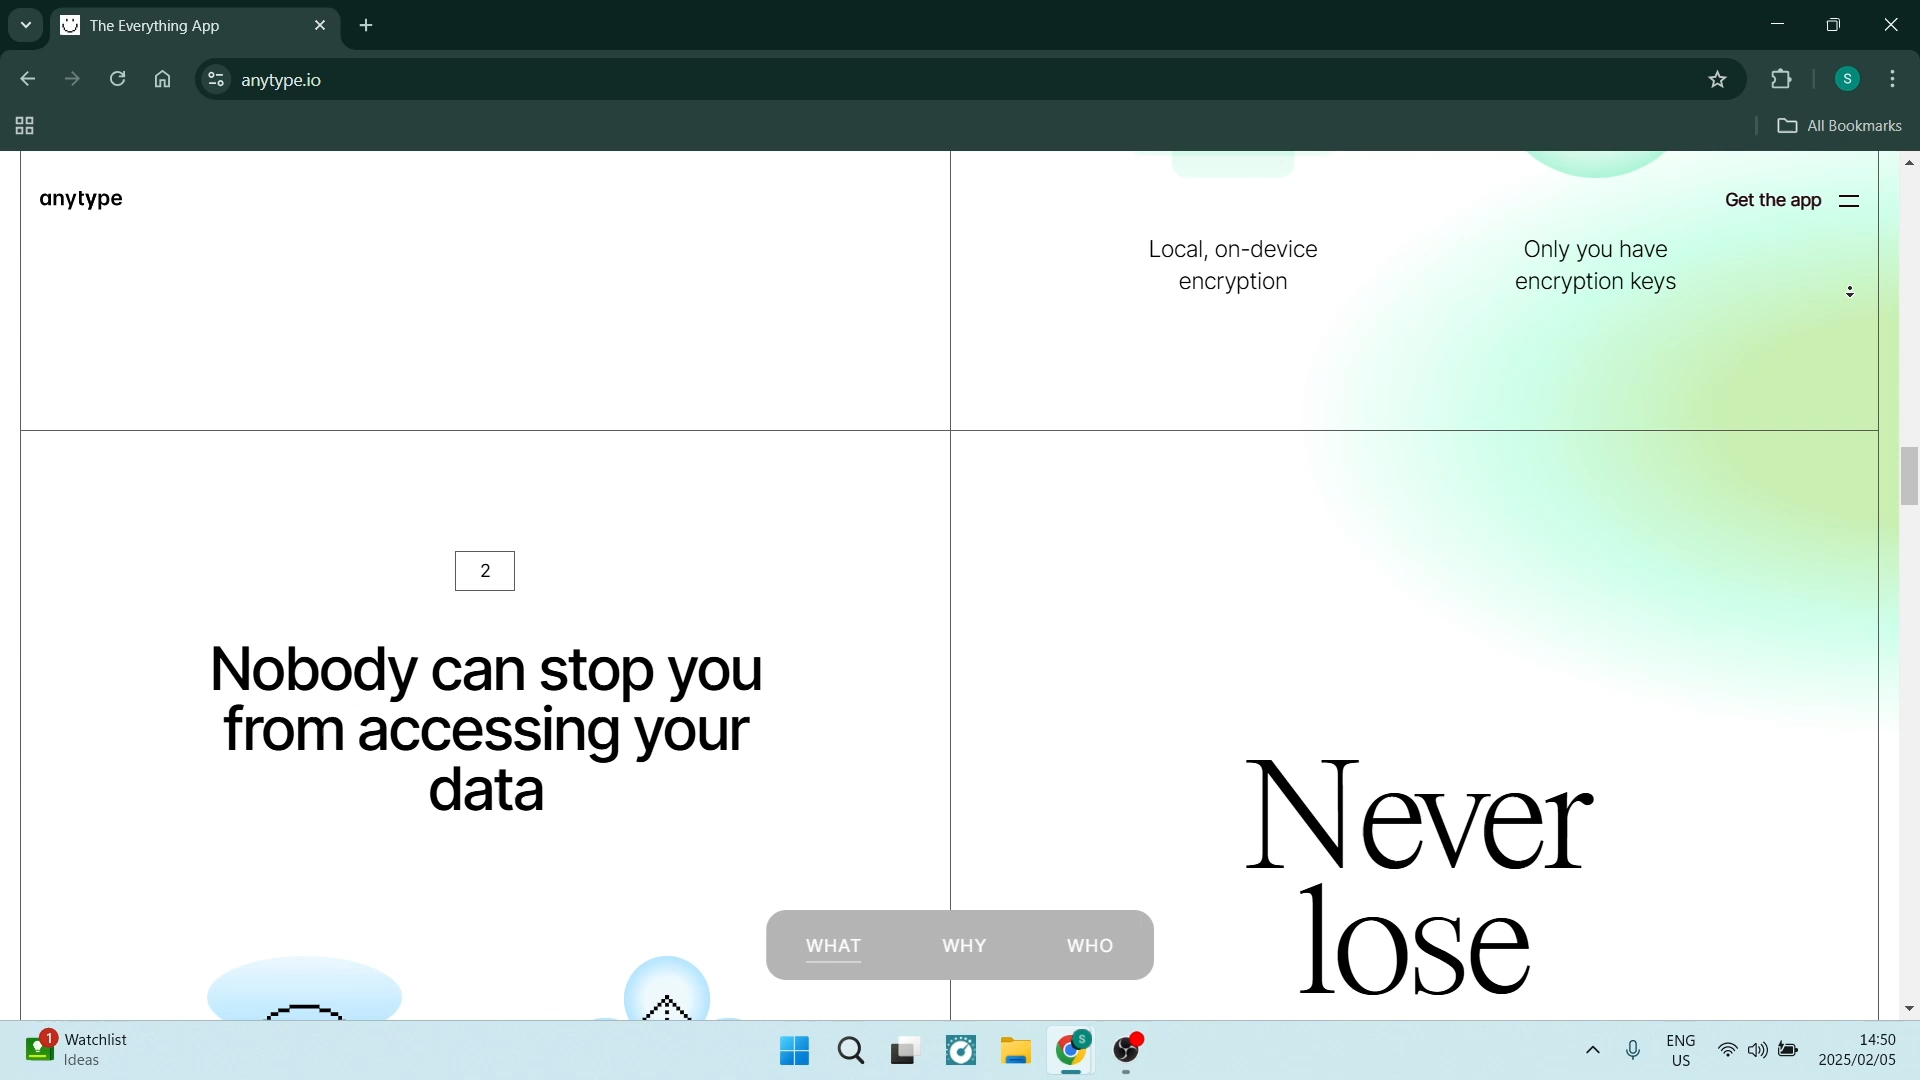 The Everything App
anytype.io
S
All Bookmarks
anytype
Get the app
Local, on-device
encryption
Only you have
encryption keys
2
Nobody can stop you
from accessing your
data
Never
lose
WHAT
WHY
WHO
1
Watchlist
Ideas
S
ENG
US
14:50
2025/02/05